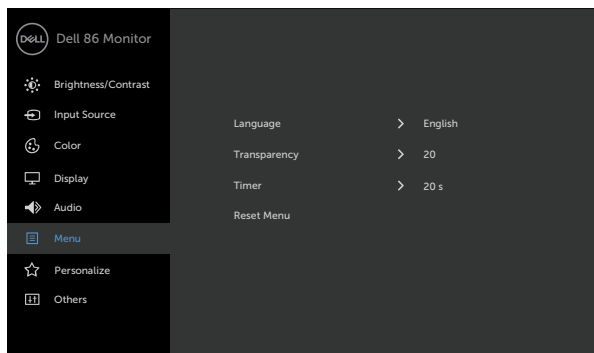 DELL Dell 86 Monitor
Brightness/Contrast
Input Source
Color
Display
Audio
Menu
Personalize
Others
Language > English
Transparency > 20
Timer > 20 s
Reset Menu